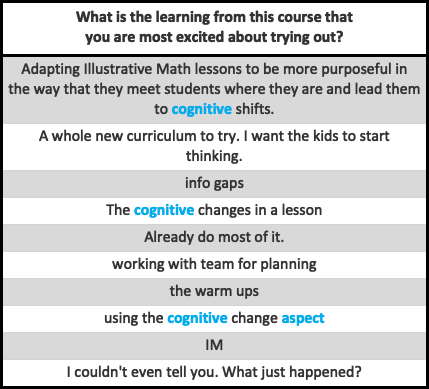 What is the learning from this course that
you are most excited about trying out?
Adapting Illustrative Math lessons to be more purposeful in
the way that they meet students where they are and lead them
to cognitive shifts.
A whole new curriculum to try. I want the kids to start
thinking.
info gaps
The cognitive changes in a lesson
Already do most of it.
working with team for planning
the warm ups
using the cognitive change aspect
IM
I couldn't even tell you. What just happened?